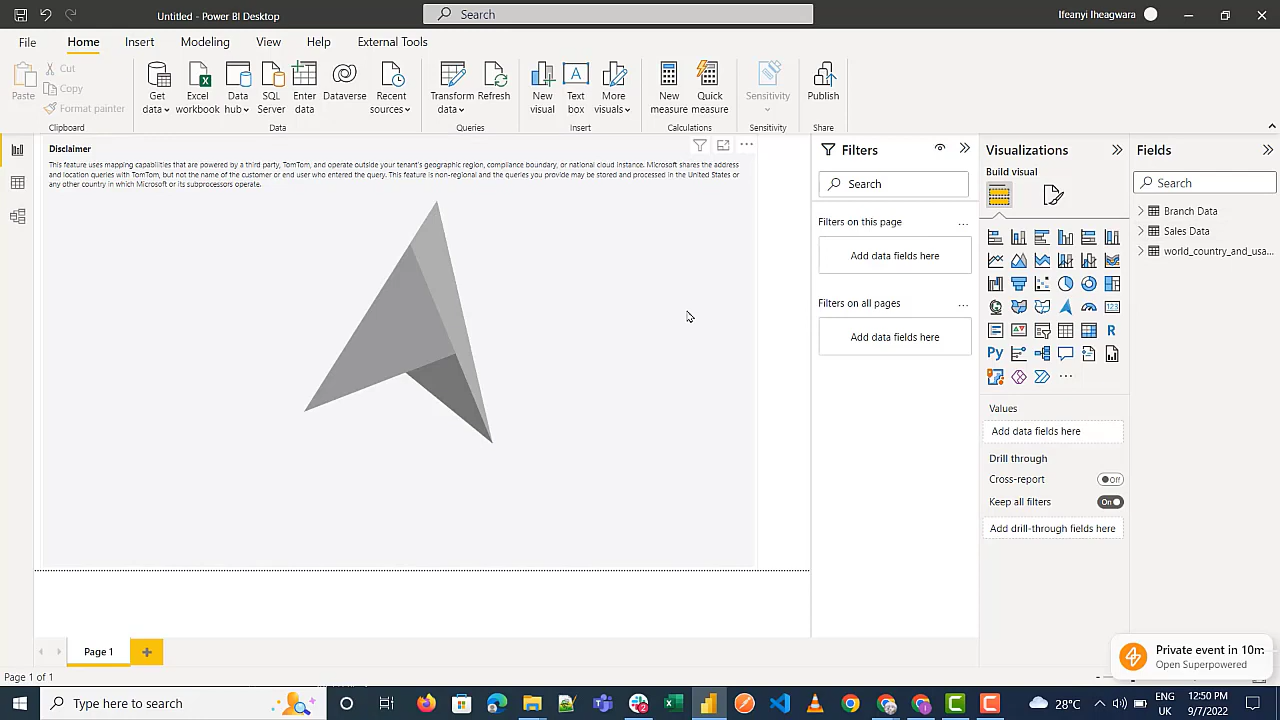 Untitled - Power BI Desktop
Search
Ifeanyi Iheagwara
File
Home
Insert
Modeling
View
Help
External Tools
Paste
Cut
Copy
Format painter
Clipboard
Get data
Excel workbook
Data hub
SQL Server
Enter data
Dataverse
Recent sources
Data
Transform data
Refresh
Queries
New visual
Text box
More visuals
Insert
New measure
Quick measure
Calculations
Sensitivity
Sensitivity
Publish
Share
Disclaimer
This feature uses mapping capabilities that are powered by a third party, TomTom, and operate outside your tenant's geographic region, compliance boundary, or national cloud instance. Microsoft shares the address
and location queries with TomTom, but not the name of the customer or end user who entered the query. This feature is non-regional and the queries you provide may be stored and processed in the United States or
any other country in which Microsoft or its subprocessors operate.
Filters
Search
Filters on this page
Add data fields here
Filters on all pages
Add data fields here
Visualizations
Build visual
123
R
Py
Values
Add data fields here
Drill through
Cross-report
Off
Keep all filters
On
Add drill-through fields here
Fields
Search
Branch Data
Sales Data
world_country_and_usa...
Page 1
Page 1 of 1
Private event in 10m
Open Superpowered
Type here to search
28°C
ENG
UK
12:50 PM
9/7/2022